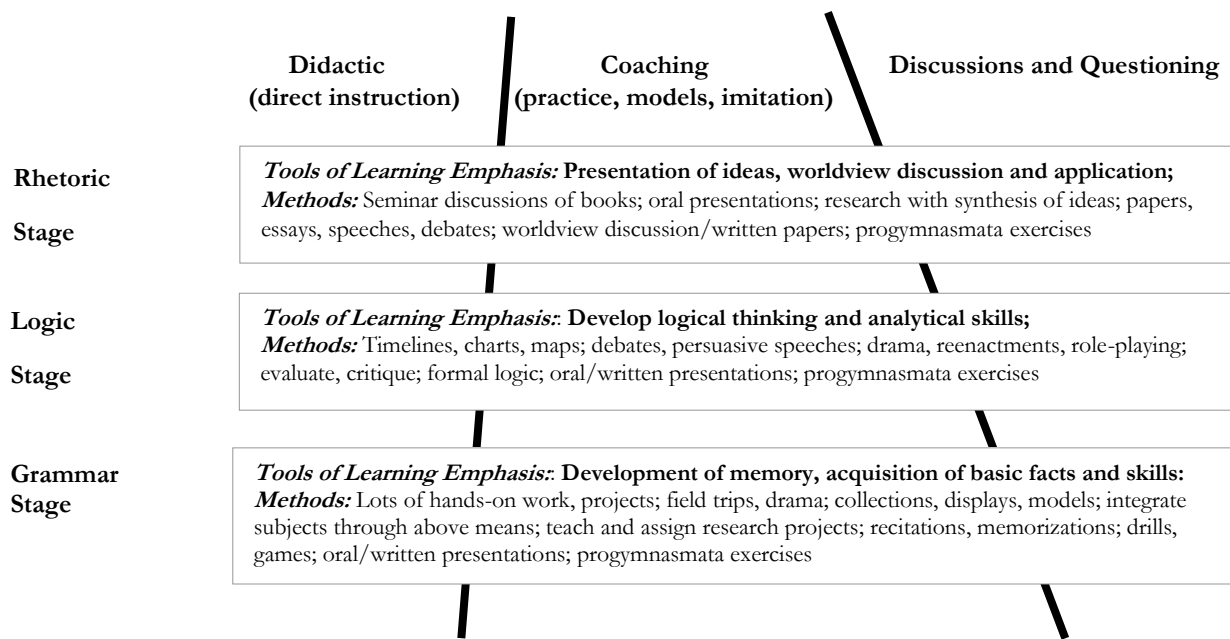 Didactic
(direct instruction)
Coaching
(practice, models, imitation)
Discussions and Questioning
Rhetoric
Stage
Tools of Learning Emphasis: Presentation of ideas, worldview discussion and application;
Methods: Seminar discussions of books; oral presentations; research with synthesis of ideas; papers,
essays, speeches, debates; worldview discussion/written papers; progymnasmata exercises
Logic
Stage
Tools of Learning Emphasis:: Develop logical thinking and analytical skills;
Methods: Timelines, charts, maps; debates, persuasive speeches; drama, reenactments, role-playing;
evaluate, critique; formal logic; oral/written presentations; progymnasmata exercises
Grammar
Stage
Tools of Learning Emphasis:: Development of memory, acquisition of basic facts and skills:
Methods: Lots of hands-on work, projects; field trips, drama; collections, displays, models; integrate
subjects through above means; teach and assign research projects; recitations, memorizations; drills,
games; oral/written presentations; progymnasmata exercises